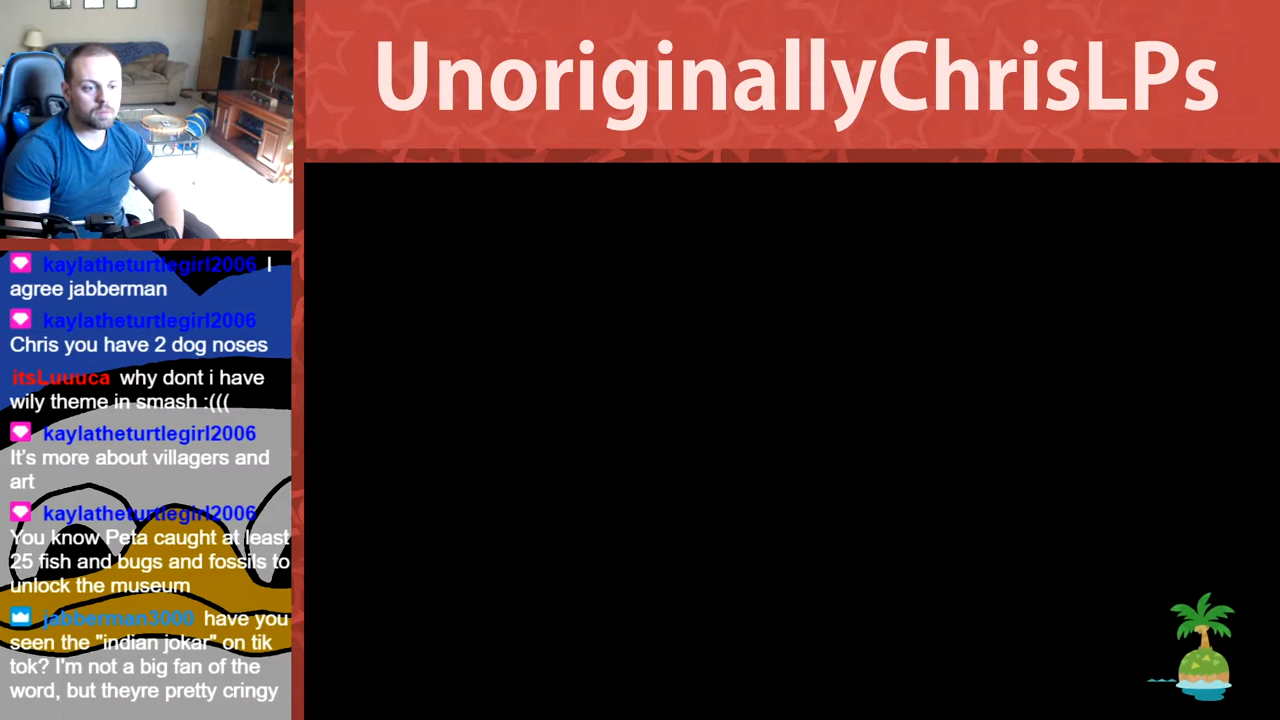 UnoriginallyChrisLPs
kaylatheturtlegirl2006 I
agree jabberman
kaylatheturtlegirl2006
Chris you have 2 dog noses
itsLuuuca why dont i have
wily theme in smash :(((
kaylatheturtlegirl2006
It's more about villagers and
art
kaylatheturtlegirl2006
You know Peta caught at least
25 fish and bugs and fossils to
unlock the museum
jabberman3000 have you
seen the "indian jokar" on tik
tok? I'm not a big fan of the
word, but theyre pretty cringy